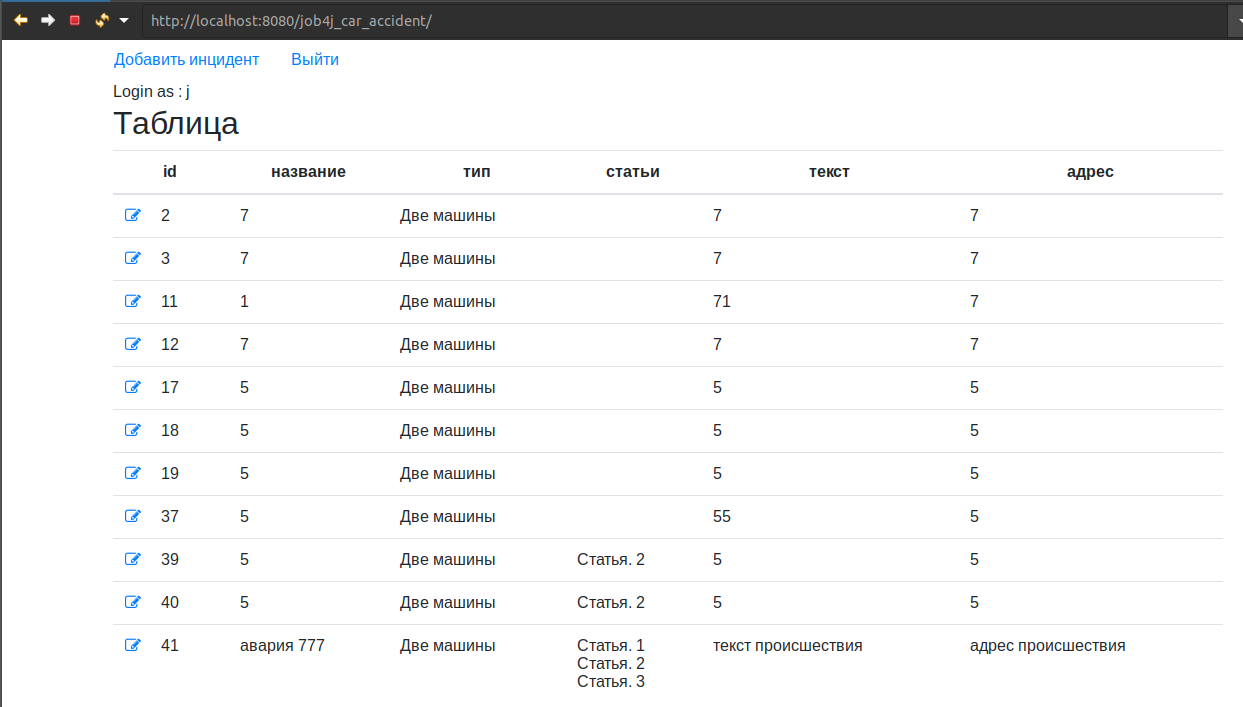 http://localhost:8080/job4j_car_accident/
Добавить инцидент Выйти
Login as : j
Таблица
id название тип статьи текст адрес
2 7 Две машины 7 7
3 7 Две машины 7 7
11 1 Две машины 71 7
12 7 Две машины 7 7
17 5 Две машины 5 5
18 5 Две машины 5 5
19 5 Две машины 5 5
37 5 Две машины 55 5
39 5 Две машины Статья. 2 5 5
40 5 Две машины Статья. 2 5 5
41 авария 777 Две машины Статья. 1 текст происшествия адрес происшествия
Статья. 2
Статья. 3